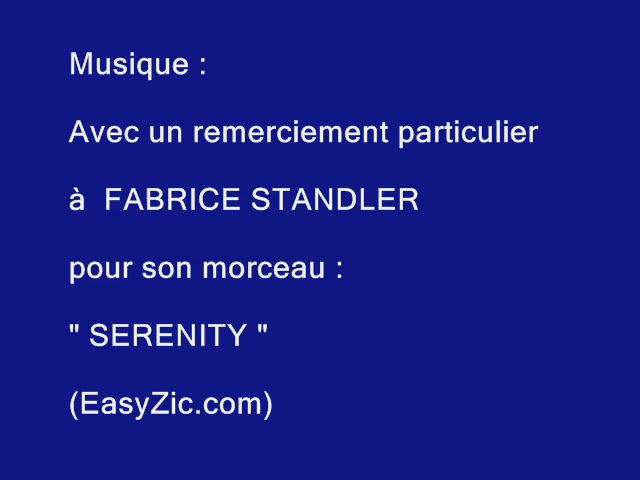 Musique :
Avec un remerciement particulier
à  FABRICE STANDLER
pour son morceau :
" SERENITY "
(EasyZic.com)